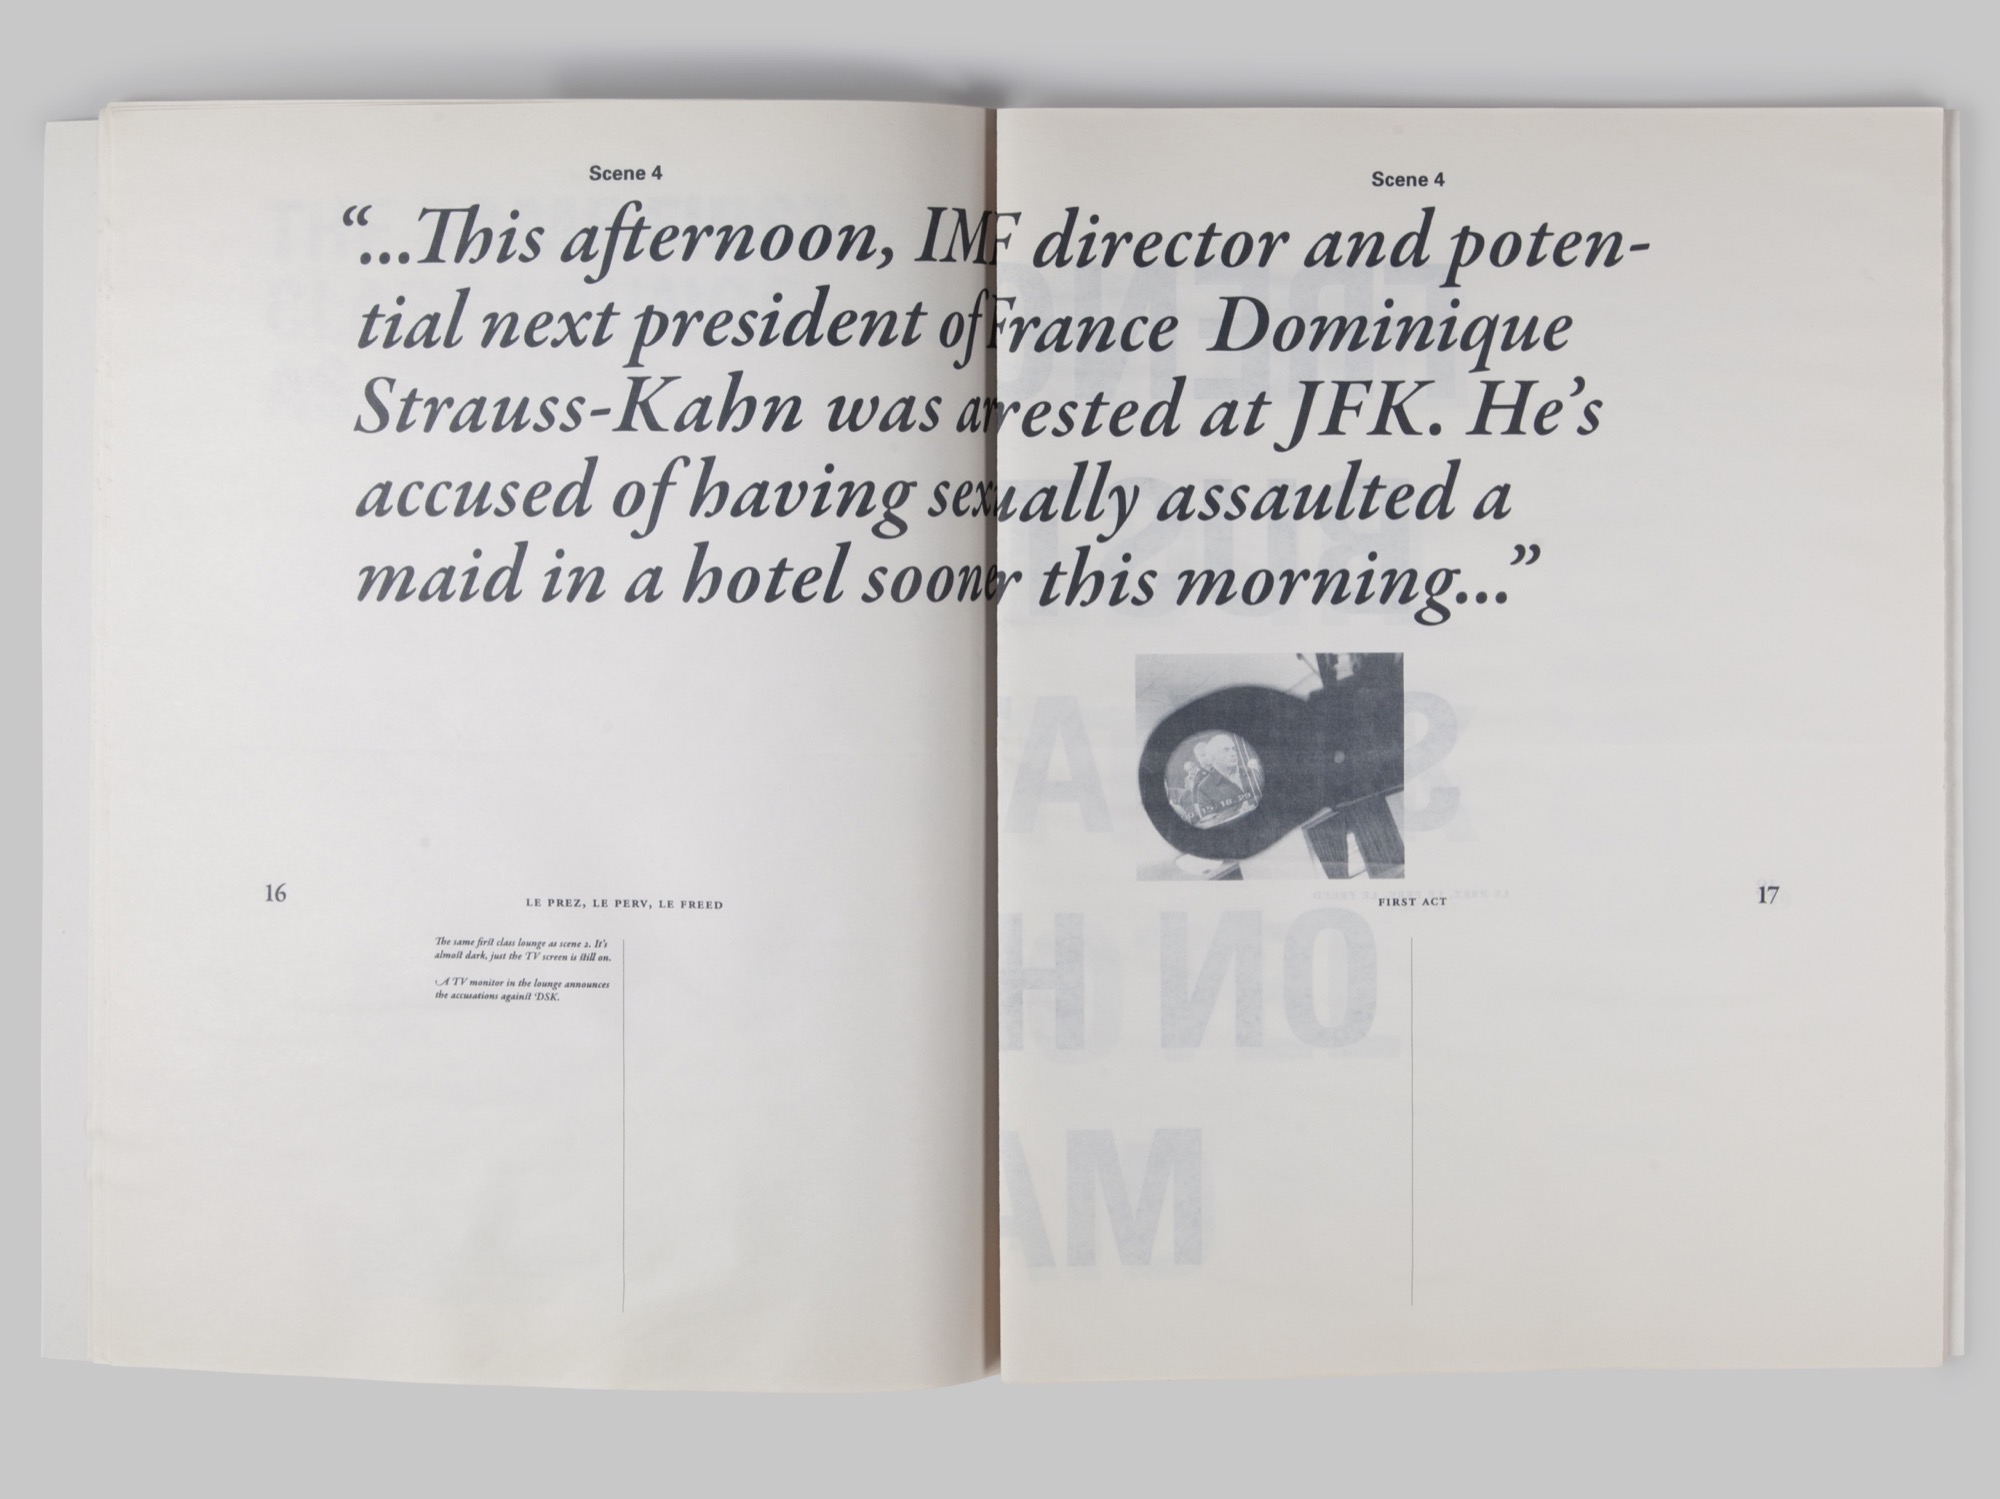 Scene 4
Scene 4
“...This afternoon, IMF director and poten-
tial next president of France Dominique
Strauss-Kahn was arrested at JFK. He’s
accused of having sexually assaulted a
maid in a hotel sooner this morning...”
16
LE PREZ, LE PERV, LE FREED
FIRST ACT
17
The same first class lounge as scene 2. It’s
almost dark, just the TV screen is still on.
A TV monitor in the lounge announces
the accusations against DSK.